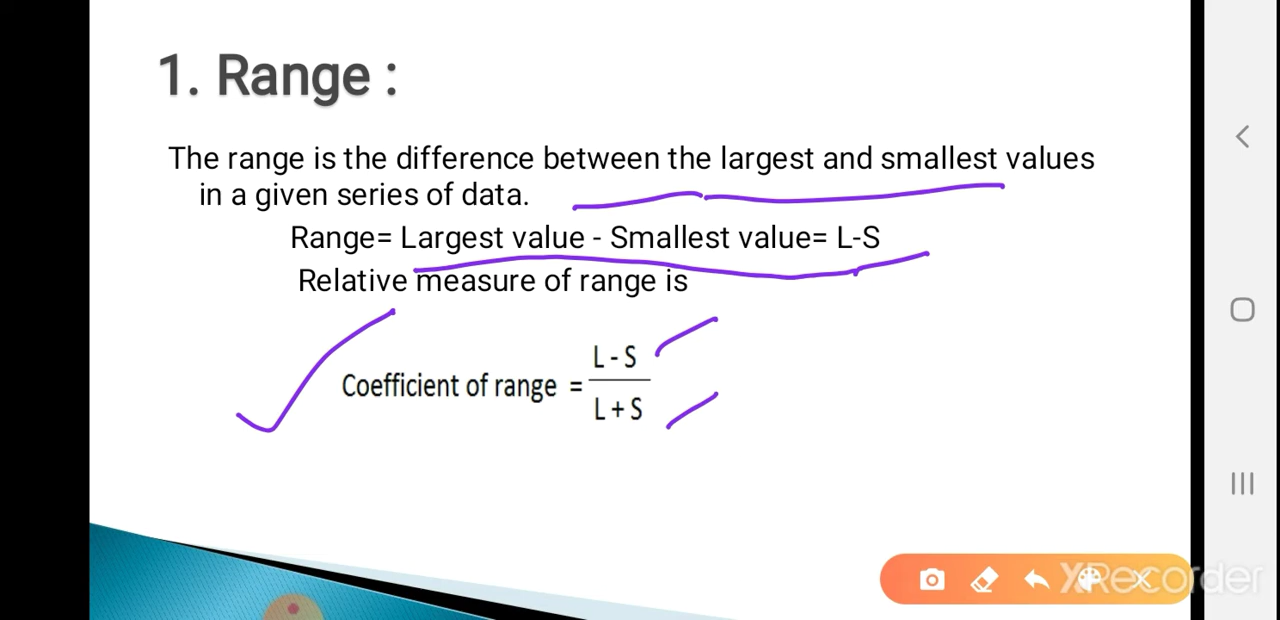 1. Range :
The range is the difference between the largest and smallest values
in a given series of data.
Range= Largest value - Smallest value= L-S
Relative measure of range is
Coefficient of range = L - S
L + S
XRecorder